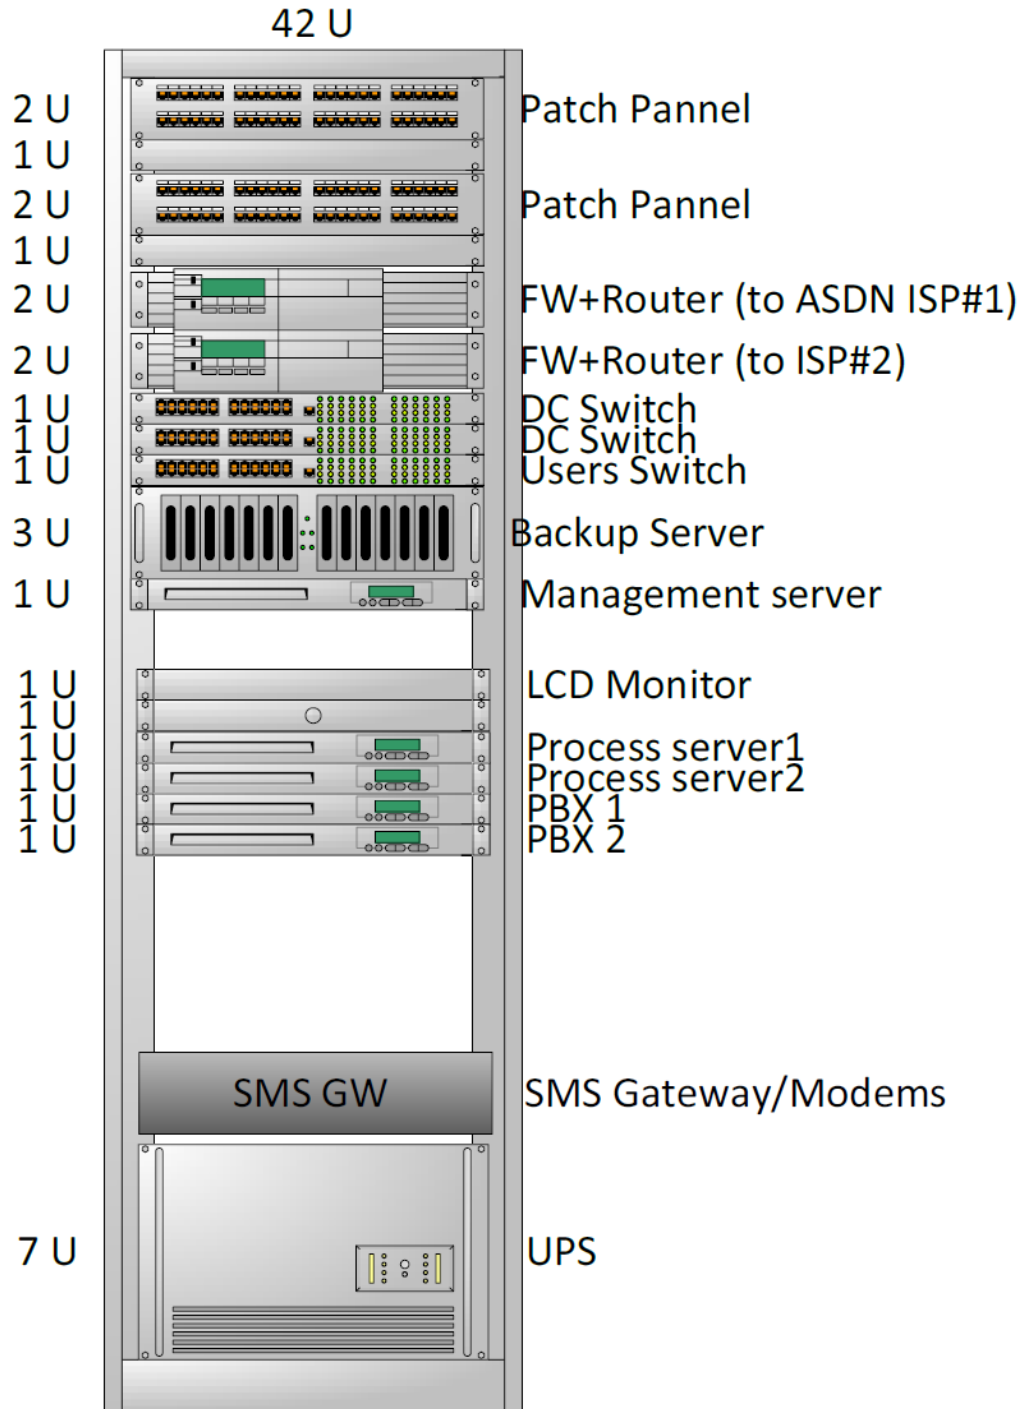 42 U
2 U Patch Pannel
1 U
2 U Patch Pannel
1 U
2 U FW+Router (to ASDN ISP#1)
2 U FW+Router (to ISP#2)
1 U DC Switch
1 U DC Switch
1 U Users Switch
3 U Backup Server
1 U Management server
1 U LCD Monitor
1 U
1 U Process server1
1 U Process server2
1 U PBX 1
1 U PBX 2
SMS GW SMS Gateway/Modems
7 U UPS